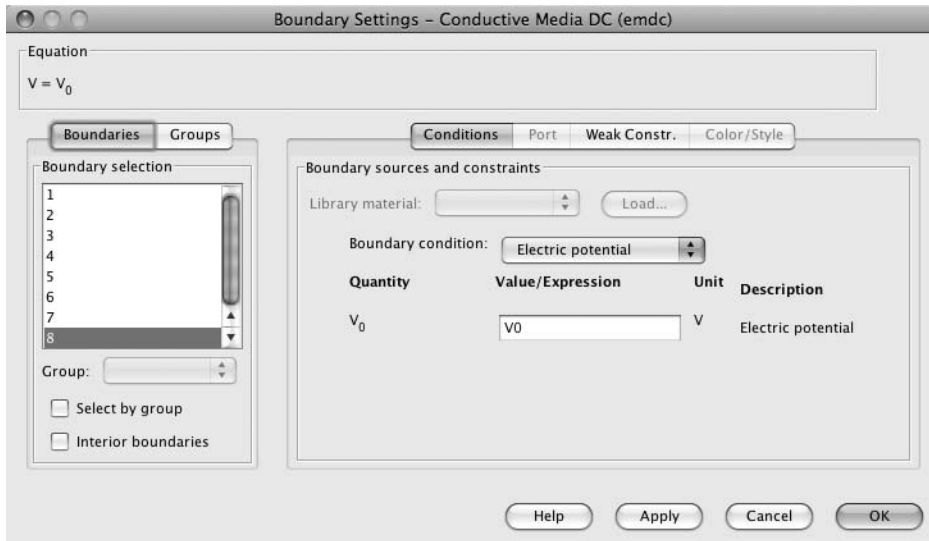 Boundary Settings – Conductive Media DC (emdc)
Equation
V = V₀
Boundaries Groups
Boundary selection
1
2
3
4
5
6
7
8
Group:
Select by group
Interior boundaries
Conditions Port Weak Constr. Color/Style
Boundary sources and constraints
Library material: Load...
Boundary condition: Electric potential
Quantity Value/Expression Unit Description
V₀ V0 V Electric potential
Help Apply Cancel OK